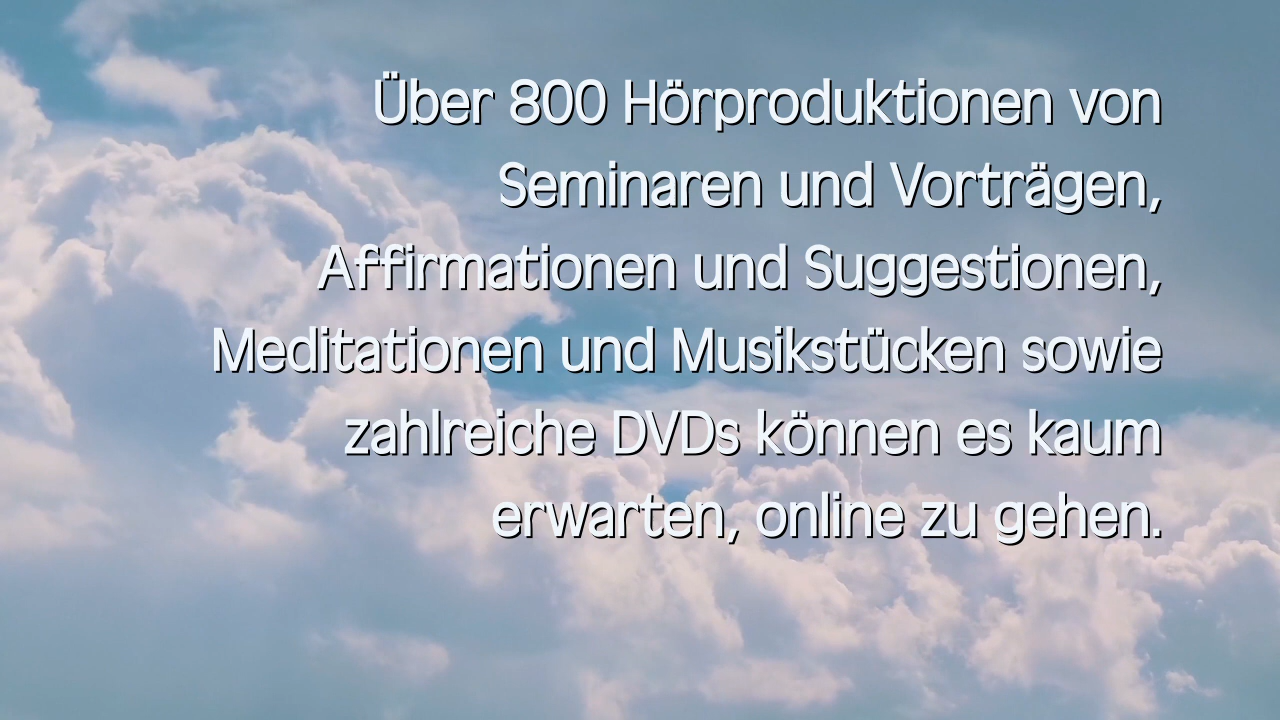 Über 800 Hörproduktionen von
Seminaren und Vorträgen,
Affirmationen und Suggestionen,
Meditationen und Musikstücken sowie
zahlreiche DVDs können es kaum
erwarten, online zu gehen.